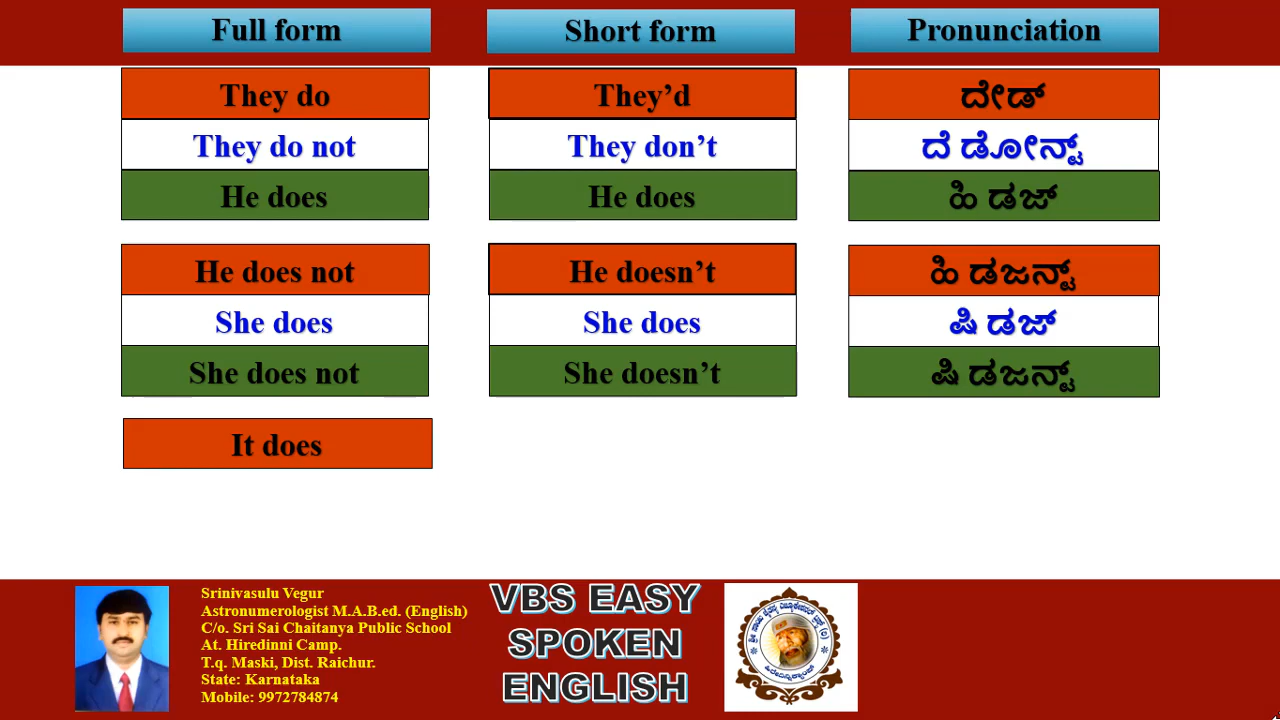 Full form Short form Pronunciation
They do They’d ದೇಡ್
They do not They don’t ದೆ ಡೋನ್ಟ್
He does He does ಹಿ ಡಜ್
He does not He doesn’t ಹಿ ಡಜನ್ಟ್
She does She does ಷಿ ಡಜ್
She does not She doesn’t ಷಿ ಡಜನ್ಟ್
It does
Srinivasulu Vegur
Astronumerologist M.A.B.ed. (English)
C/o. Sri Sai Chaitanya Public School
At. Hiredinni Camp.
T.q. Maski, Dist. Raichur.
State: Karnataka
Mobile: 9972784874
VBS EASY
SPOKEN
ENGLISH